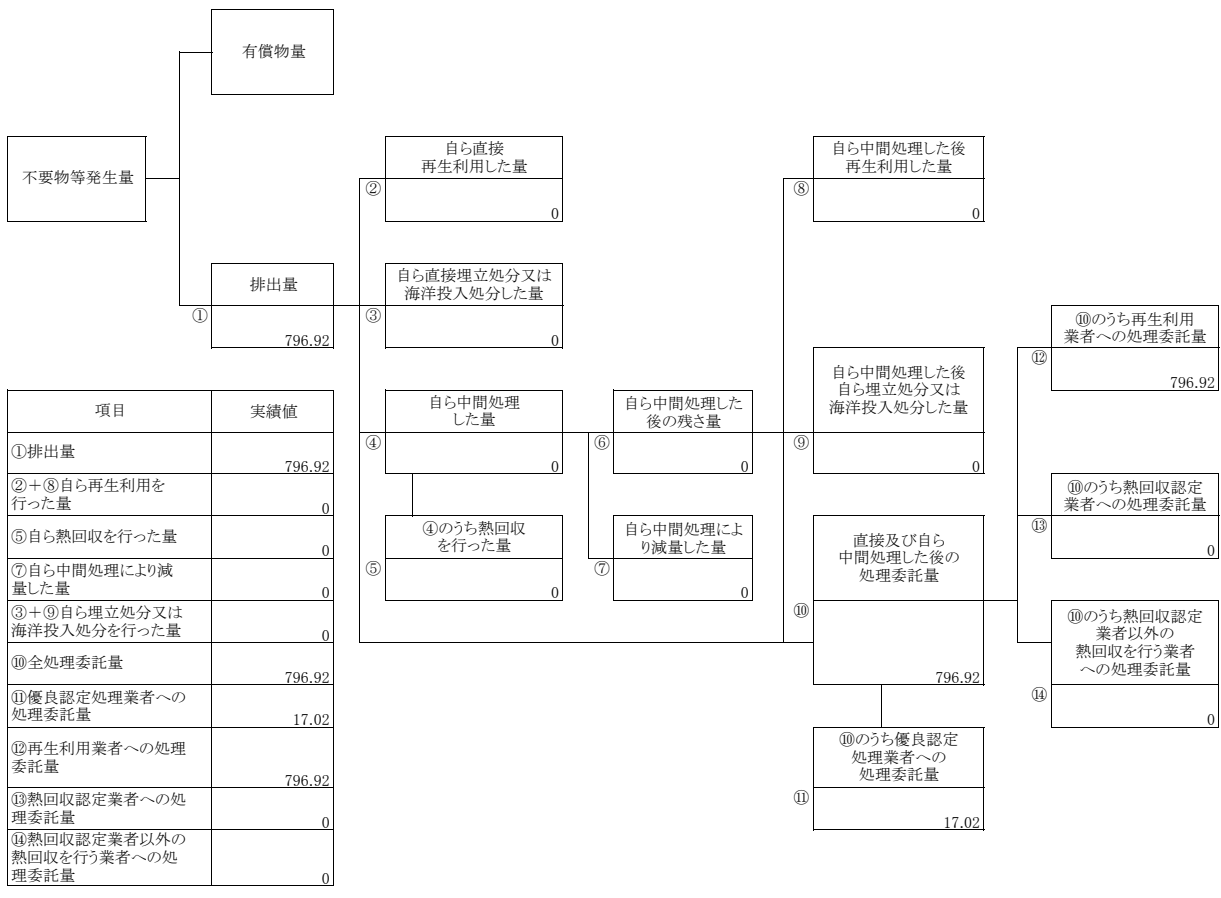 有償物量
不要物等発生量
自ら直接
再生利用した量
②
0
自ら中間処理した後
再生利用した量
⑧
0
排出量
①
796.92
自ら直接埋立処分又は
海洋投入処分した量
③
0
⑩のうち再生利用
業者への処理委託量
⑫
796.92
自ら中間処理
した量
④
0
自ら中間処理した
後の残さ量
⑥
0
自ら中間処理した後
自ら埋立処分又は
海洋投入処分した量
⑨
0
⑩のうち熱回収認定
業者への処理委託量
⑬
0
④のうち熱回収
を行った量
⑤
0
自ら中間処理によ
り減量した量
⑦
0
直接及び自ら
中間処理した後の
処理委託量
⑩
796.92
⑩のうち熱回収認定
業者以外の
熱回収を行う業者
への処理委託量
⑭
0
⑩のうち優良認定
処理業者への
処理委託量
⑪
17.02
項目
実績値
①排出量
796.92
②+⑧自ら再生利用を
行った量
0
⑤自ら熱回収を行った量
0
⑦自ら中間処理により減
量した量
0
③+⑨自ら埋立処分又は
海洋投入処分を行った量
0
⑩全処理委託量
796.92
⑪優良認定処理業者への
処理委託量
17.02
⑫再生利用業者への処理
委託量
796.92
⑬熱回収認定業者への処
理委託量
0
⑭熱回収認定業者以外の
熱回収を行う業者への処
理委託量
0